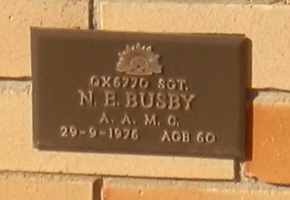 QX6770 SGT.
N. E. BUSBY
A. A. M. C.
29-9-1976 AGE 60